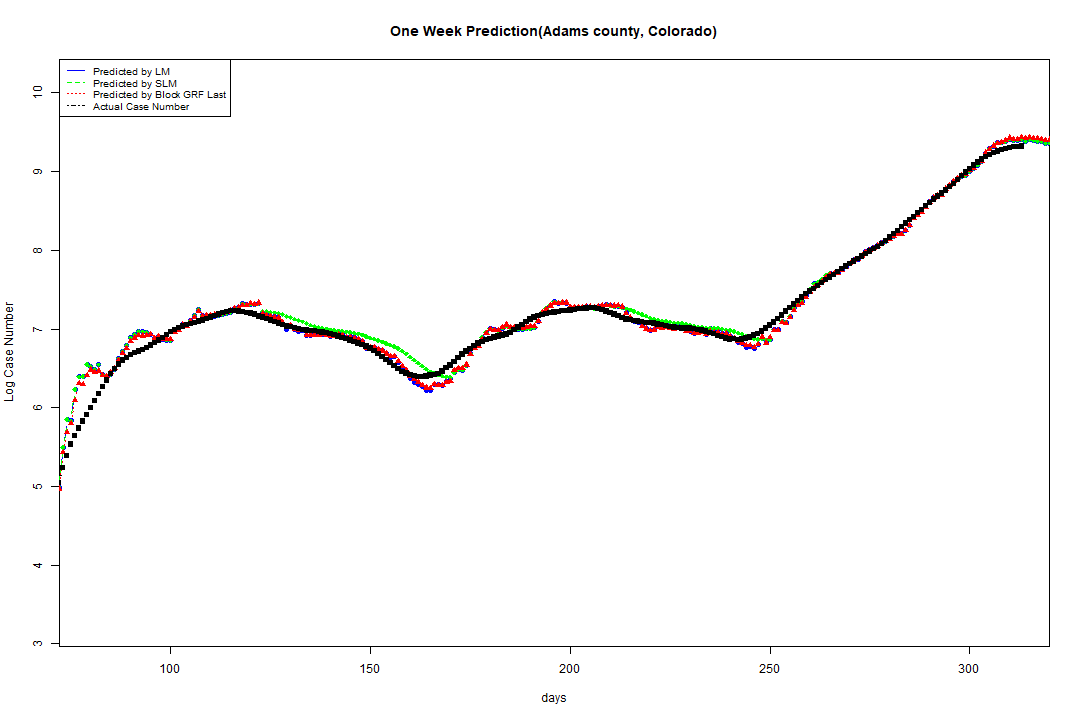 One Week Prediction(Adams county, Colorado)
Predicted by LM
Predicted by SLM
Predicted by Block GRF Last
Actual Case Number
Log Case Number
10
9
8
7
6
5
4
3
100 150 200 250 300
days